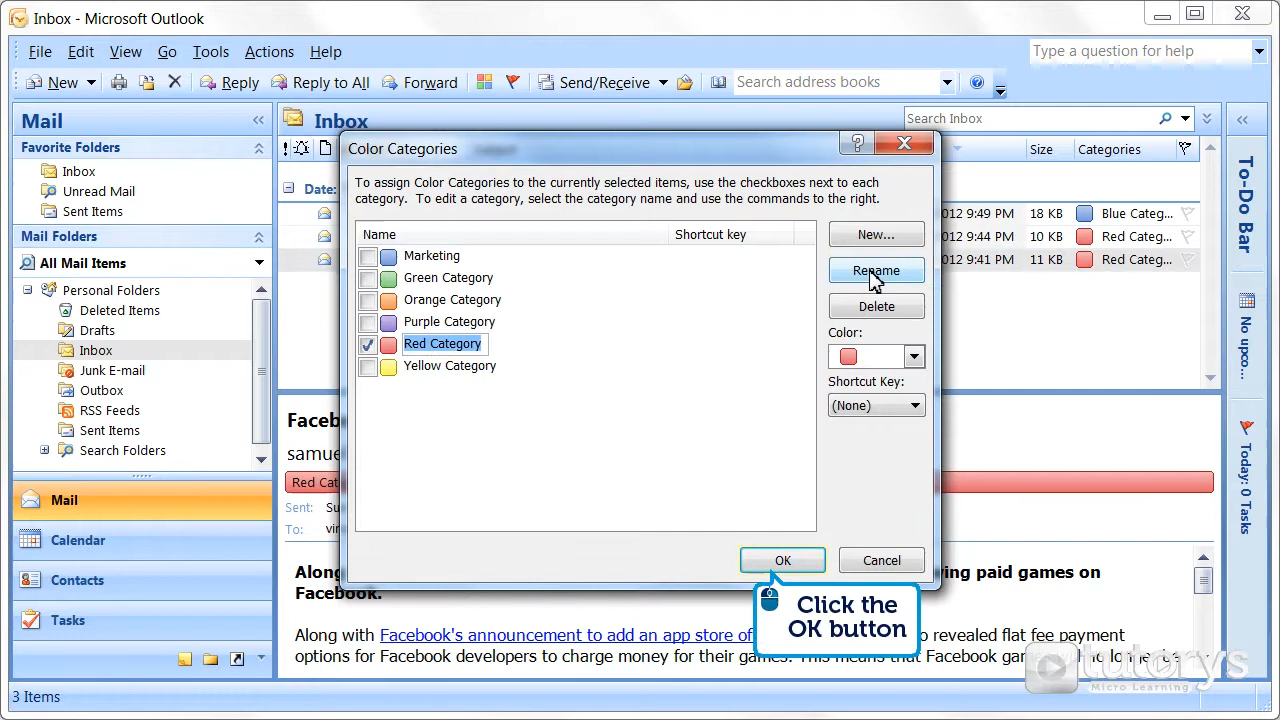 Inbox - Microsoft Outlook
File Edit View Go Tools Actions Help
Type a question for help
New Reply Reply to All Forward Send/Receive Search address books
Mail
Favorite Folders
Inbox
Unread Mail
Sent Items
Mail Folders
All Mail Items
Personal Folders
Deleted Items
Drafts
Inbox
Junk E-mail
Outbox
RSS Feeds
Sent Items
Search Folders
Mail
Calendar
Contacts
Tasks
3 Items
Inbox
Search Inbox
Size Categories
Date:
2012 9:49 PM 18 KB Blue Categ...
2012 9:44 PM 10 KB Red Categ...
2012 9:41 PM 11 KB Red Categ...
Color Categories
To assign Color Categories to the currently selected items, use the checkboxes next to each
category. To edit a category, select the category name and use the commands to the right.
Name Shortcut key
Marketing
Green Category
Orange Category
Purple Category
Red Category
Yellow Category
New...
Rename
Delete
Color:
Shortcut Key:
(None)
OK Cancel
Click the
OK button
Sent:
To:
Facebook.
Along with Facebook's announcement to add an app store of revealed flat fee payment
options for Facebook developers to charge money for their games. This means that Facebook
paid games on
To-Do Bar
No upco...
Today: 0 Tasks
tutorys
Micro Learning